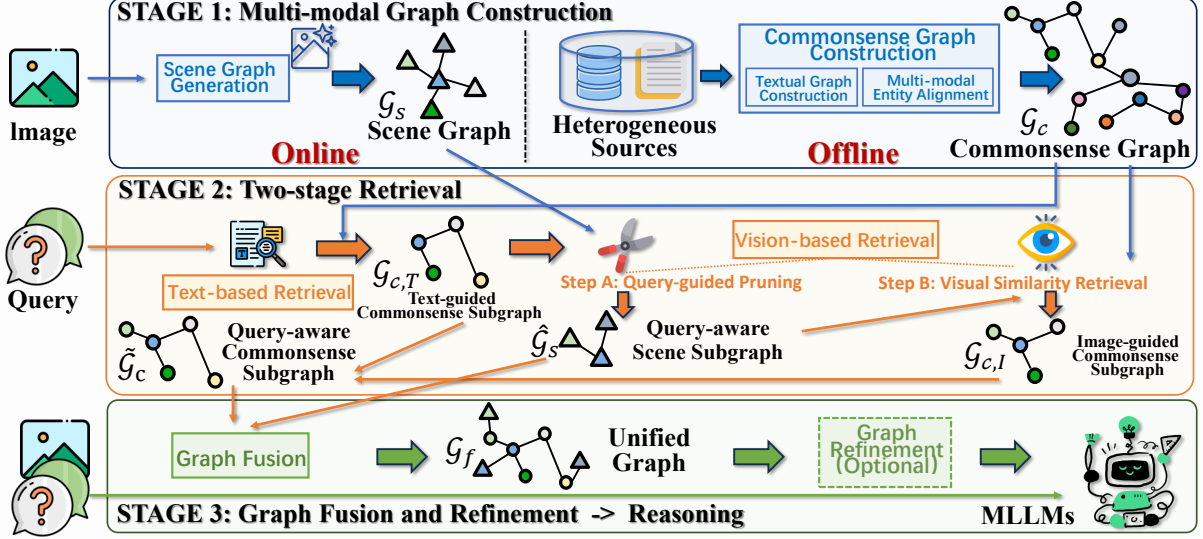 STAGE 1: Multi-modal Graph Construction
Image
Scene Graph
Generation
𝒢s
Scene Graph
Online
Heterogeneous
Sources
Commonsense Graph
Construction
Textual Graph
Construction
Multi-modal
Entity Alignment
Offline
𝒢c
Commonsense Graph
STAGE 2: Two-stage Retrieval
?
Query
T
Text-based Retrieval
𝒢c,T
Text-guided
Commonsense Subgraph
Vision-based Retrieval
Step A: Query-guided Pruning
Step B: Visual Similarity Retrieval
𝒢̃c
Query-aware
Commonsense
Subgraph
𝒢̂s
Query-aware
Scene Subgraph
𝒢c,I
Image-guided
Commonsense
Subgraph
?
Graph Fusion
𝒢f
Unified
Graph
Graph
Refinement
(Optional)
MLLMs
STAGE 3: Graph Fusion and Refinement -> Reasoning